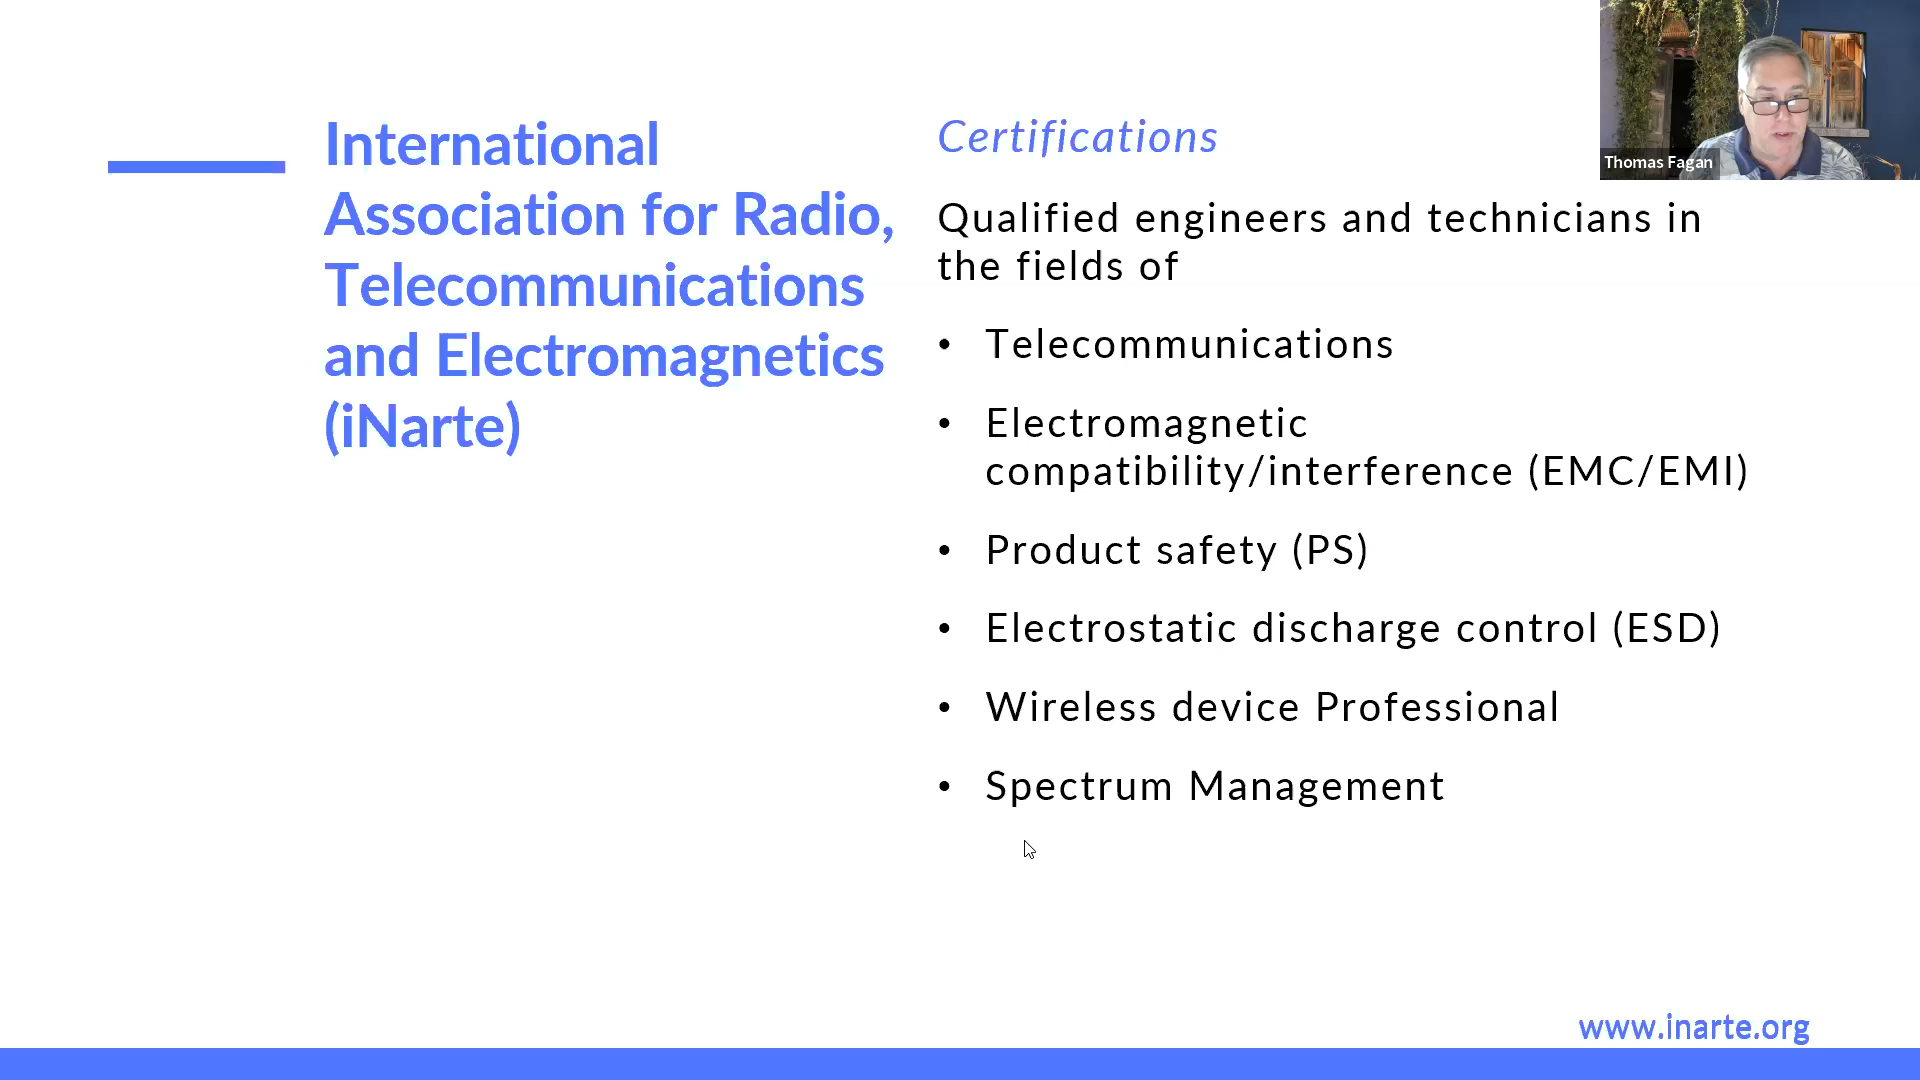 International
Association for Radio,
Telecommunications
and Electromagnetics
(iNarte)
Certifications
Qualified engineers and technicians in
the fields of
• Telecommunications
• Electromagnetic
compatibility/interference (EMC/EMI)
• Product safety (PS)
• Electrostatic discharge control (ESD)
• Wireless device Professional
• Spectrum Management
Thomas Fagan
www.inarte.org